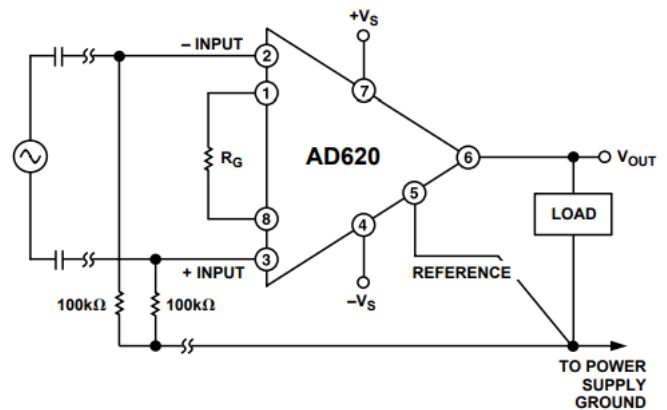 +VS
– INPUT
2
1
7
RG
AD620
6
VOUT
5
LOAD
8
4
3
+ INPUT
REFERENCE
100kΩ
100kΩ
–VS
TO POWER
SUPPLY
GROUND